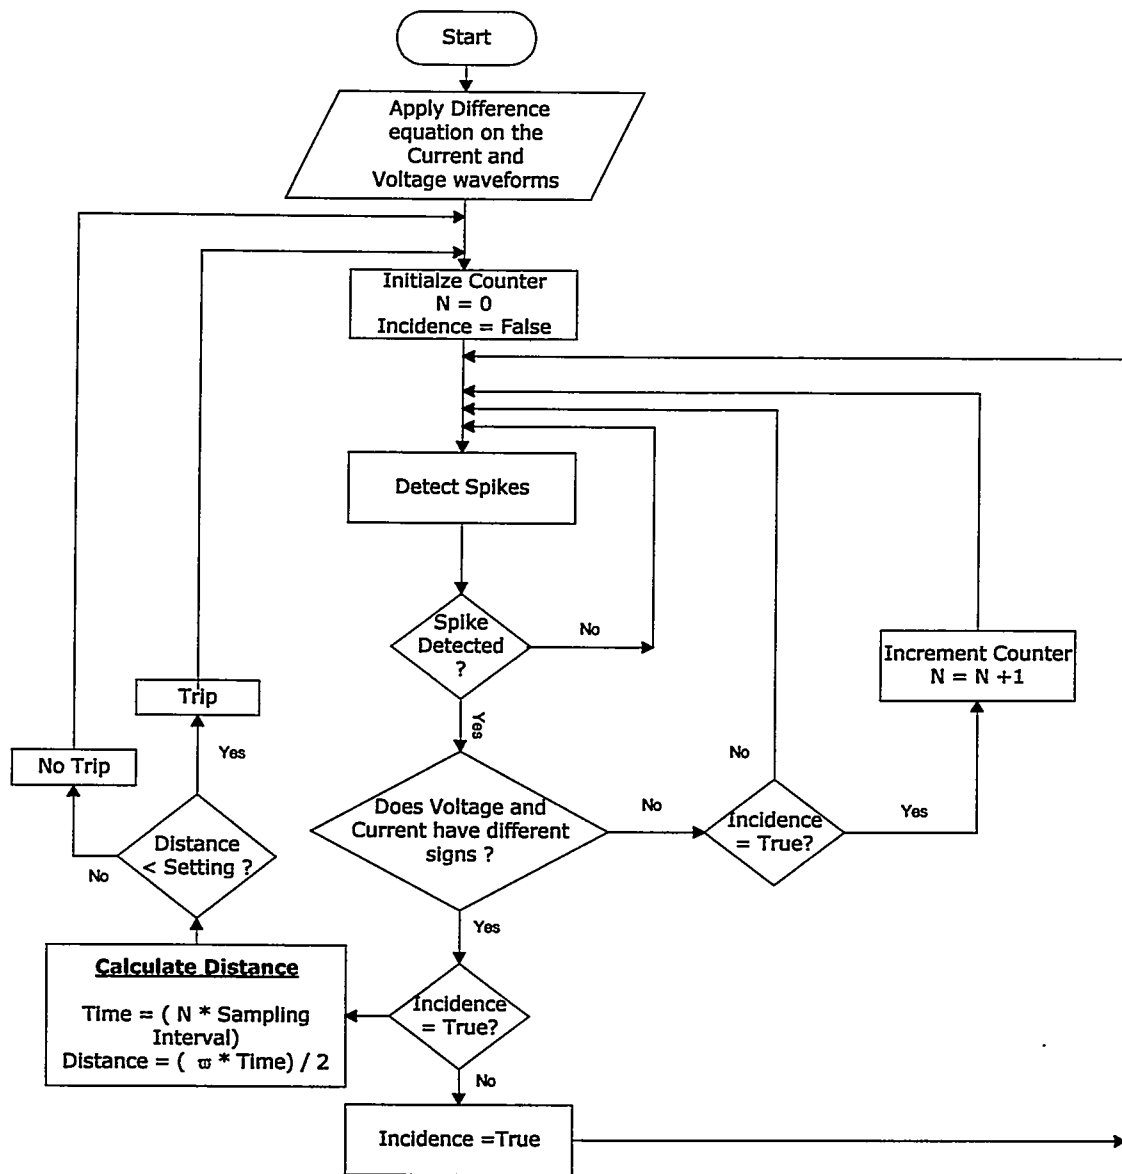 Start
Apply Difference
equation on the
Current and
Voltage waveforms
Initialze Counter
N = 0
Incidence = False
Detect Spikes
Spike
Detected
?
No
Yes
Increment Counter
N = N +1
Trip
No Trip
Yes
No
Distance
< Setting ?
No
Does Voltage and
Current have different
signs ?
No
Incidence
= True?
Yes
Yes
Calculate Distance
Time = ( N * Sampling
Interval)
Distance = ( ϖ * Time) / 2
Incidence
= True?
No
Incidence =True